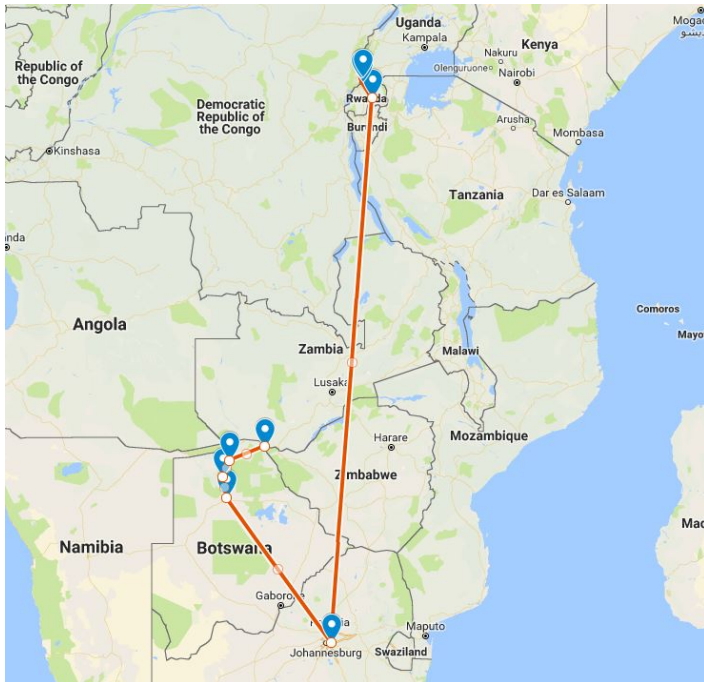 Uganda
Kampala
Kenya
Nakuru
Olenguruone
Nairobi
Republic of
the Congo
Democratic
Republic of
the Congo
Rwanda
Burundi
Kinshasa
Arusha
Mombasa
Tanzania
Dar es Salaam
Angola
Comoros
Zambia
Malawi
Lusaka
Mozambique
Harare
Zimbabwe
Namibia
Botswana
Gaborone
Johannesburg
Maputo
Swaziland